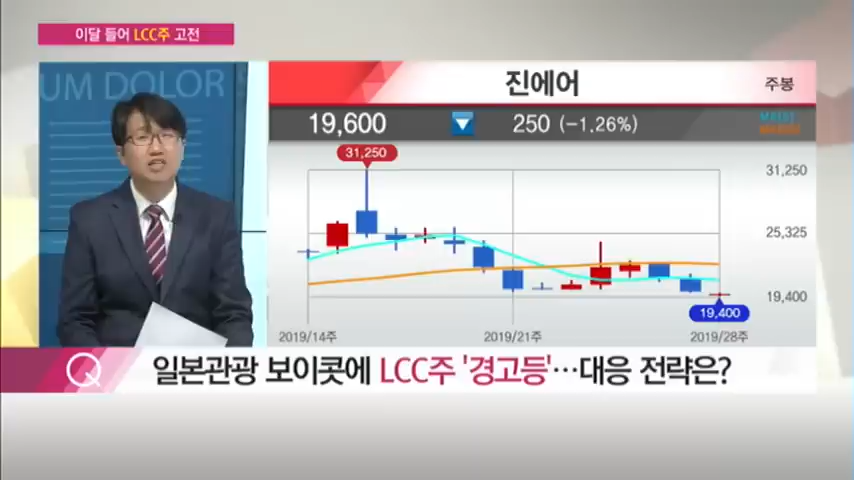 이달 들어 LCC주 고전
UM DOLOR
진에어
주봉
19,600 250 (-1.26%)
31,250
31,250
25,325
19,400
19,400
2019/14주 2019/21주 2019/28주
Q 일본관광 보이콧에 LCC주 '경고등'…대응 전략은?